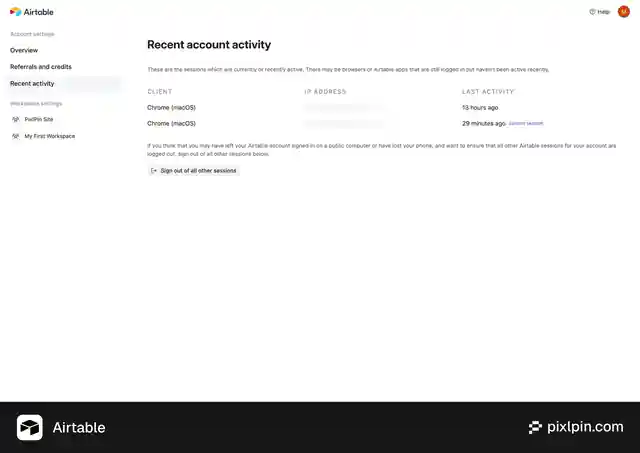 Airtable
Help
M
Account settings
Overview
Referrals and credits
Recent activity
Workspace settings
PixlPin Site
My First Workspace
Recent account activity
These are the sessions which are currently or recently active. There may be browsers or Airtable apps that are still logged in but haven't been active recently.
CLIENT IP ADDRESS LAST ACTIVITY
Chrome (macOS) 13 hours ago
Chrome (macOS) 29 minutes ago current session
If you think that you may have left your Airtable account signed in on a public computer or have lost your phone, and want to ensure that all other Airtable sessions for your account are
logged out, sign out of all other sessions below.
Sign out of all other sessions
Airtable
pixlpin.com